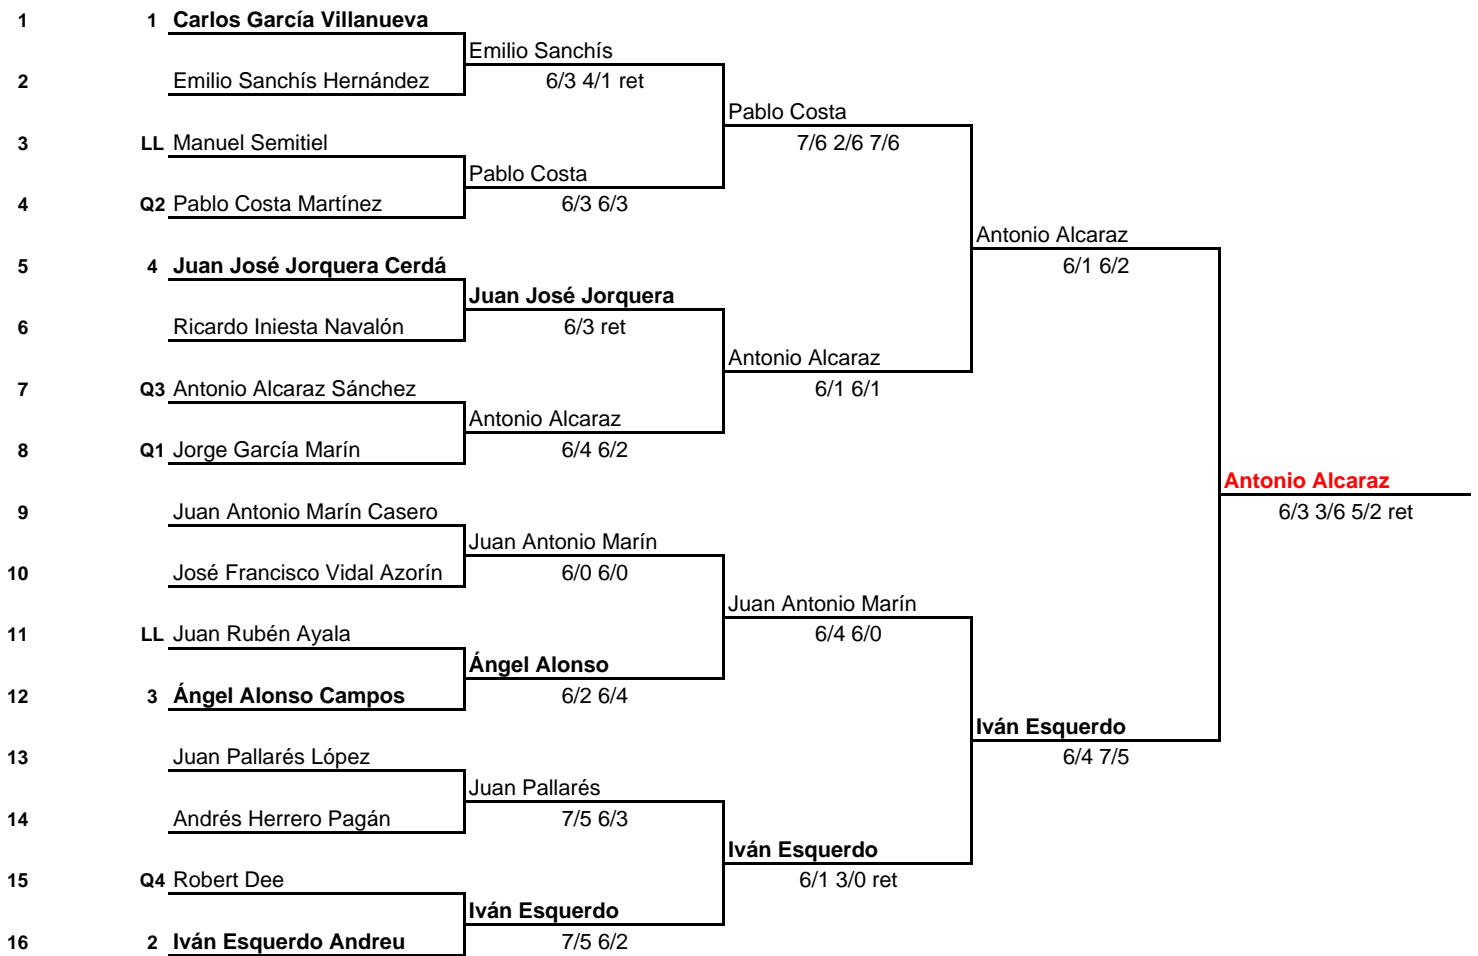 1 1 Carlos García Villanueva
Emilio Sanchís
2 Emilio Sanchís Hernández 6/3 4/1 ret
Pablo Costa
3 LL Manuel Semitiel 7/6 2/6 7/6
Pablo Costa
4 Q2 Pablo Costa Martínez 6/3 6/3
Antonio Alcaraz
5 4 Juan José Jorquera Cerdá 6/1 6/2
Juan José Jorquera
6 Ricardo Iniesta Navalón 6/3 ret
Antonio Alcaraz
7 Q3 Antonio Alcaraz Sánchez 6/1 6/1
Antonio Alcaraz
8 Q1 Jorge García Marín 6/4 6/2
Antonio Alcaraz
9 Juan Antonio Marín Casero 6/3 3/6 5/2 ret
Juan Antonio Marín
10 José Francisco Vidal Azorín 6/0 6/0
Juan Antonio Marín
11 LL Juan Rubén Ayala 6/4 6/0
Ángel Alonso
12 3 Ángel Alonso Campos 6/2 6/4
Iván Esquerdo
13 Juan Pallarés López 6/4 7/5
Juan Pallarés
14 Andrés Herrero Pagán 7/5 6/3
Iván Esquerdo
15 Q4 Robert Dee 6/1 3/0 ret
Iván Esquerdo
16 2 Iván Esquerdo Andreu 7/5 6/2